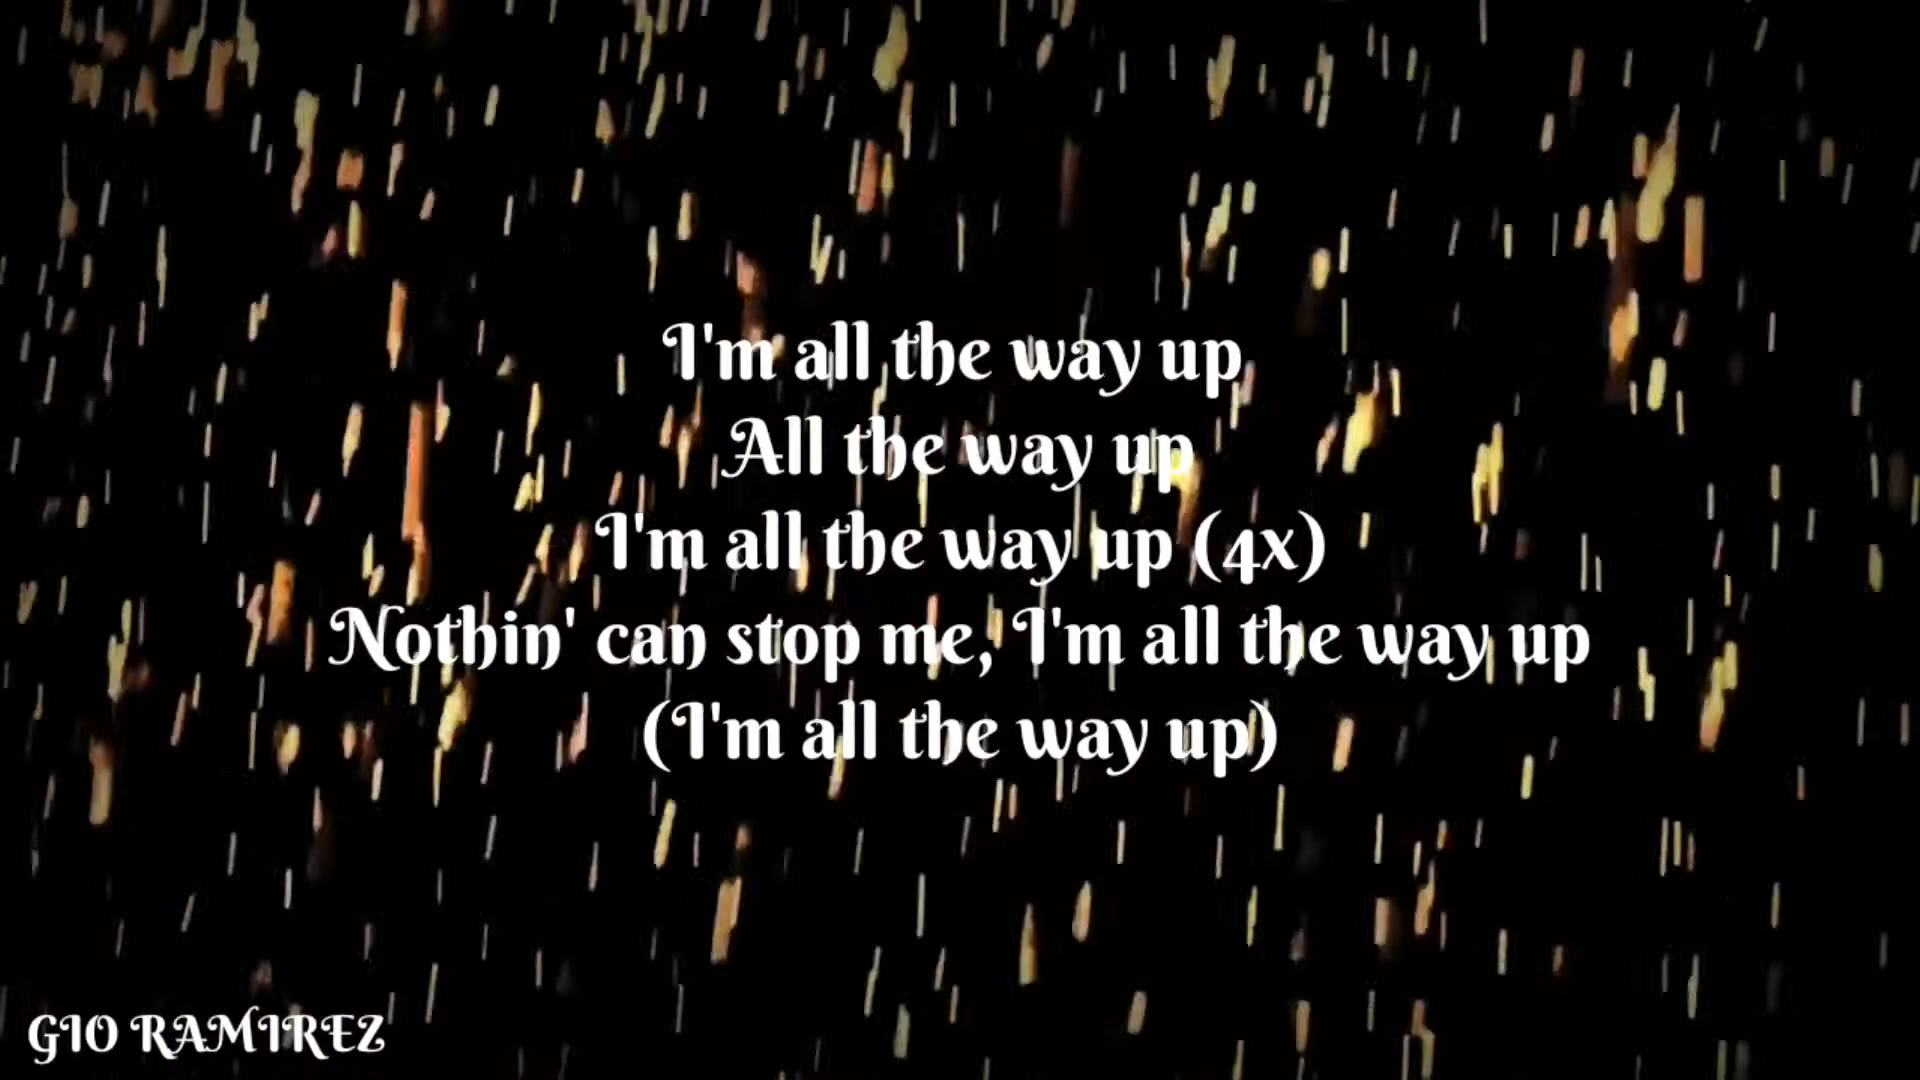 I'm all the way up
All the way up
I'm all the way up (4x)
Nothin' can stop me, I'm all the way up
(I'm all the way up)
GIO RAMIREZ